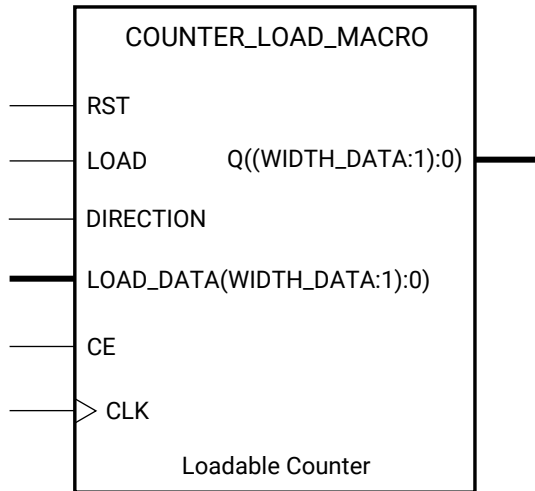 COUNTER_LOAD_MACRO
RST
LOAD
Q((WIDTH_DATA:1):0)
DIRECTION
LOAD_DATA(WIDTH_DATA:1):0)
CE
CLK
Loadable Counter